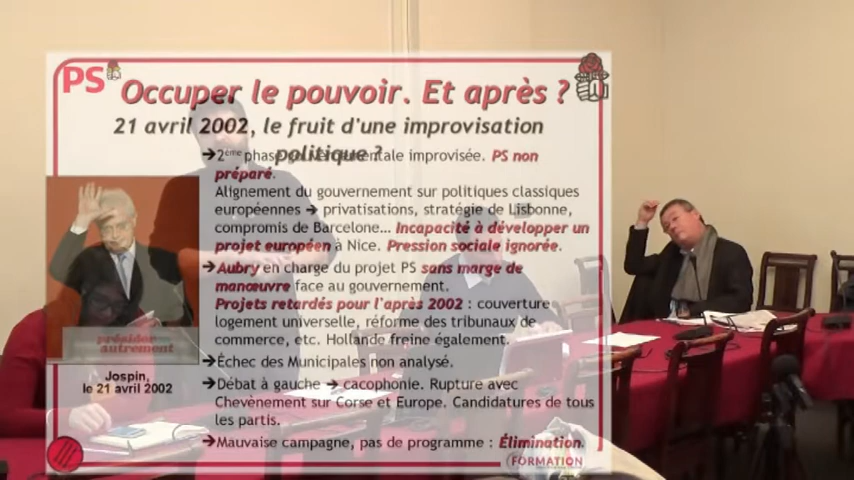 PS
Occuper le pouvoir. Et après ?
21 avril 2002, le fruit d'une improvisation
politique ?
➔2ème phase gouvernementale improvisée. PS non
préparé.
Alignement du gouvernement sur politiques classiques
européennes ➔ privatisations, stratégie de Lisbonne,
compromis de Barcelone... Incapacité à développer un
projet européen à Nice. Pression sociale ignorée.
➔Aubry en charge du projet PS sans marge de
manœuvre face au gouvernement.
Projets retardés pour l'après 2002 : couverture
logement universelle, réforme des tribunaux de
commerce, etc. Hollande freine également.
➔Échec des Municipales non analysé.
➔Débat à gauche ➔ cacophonie. Rupture avec
Chevènement sur Corse et Europe. Candidatures de tous
les partis.
➔Mauvaise campagne, pas de programme : Élimination.
présider
autrement
Jospin,
le 21 avril 2002
FORMATION